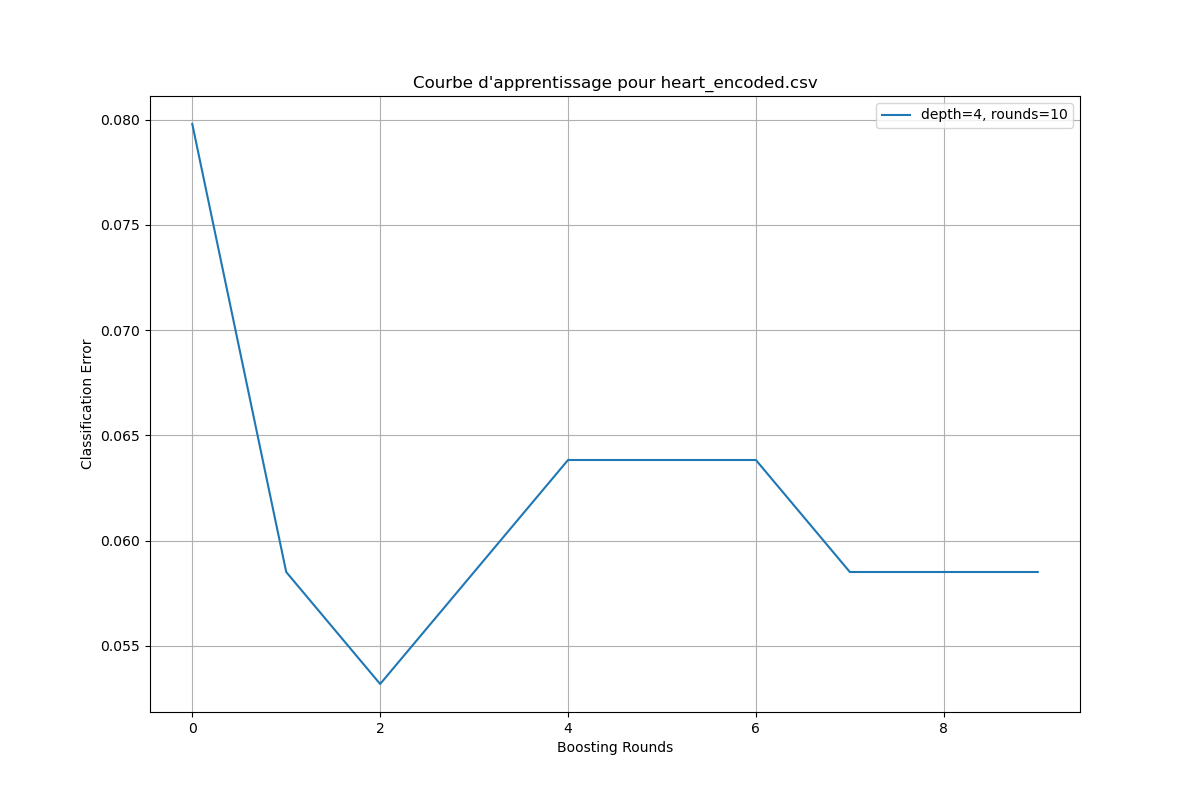 Courbe d'apprentissage pour heart_encoded.csv
depth=4, rounds=10
0.080
0.075
0.070
0.065
0.060
0.055
Classification Error
0 2 4 6 8
Boosting Rounds